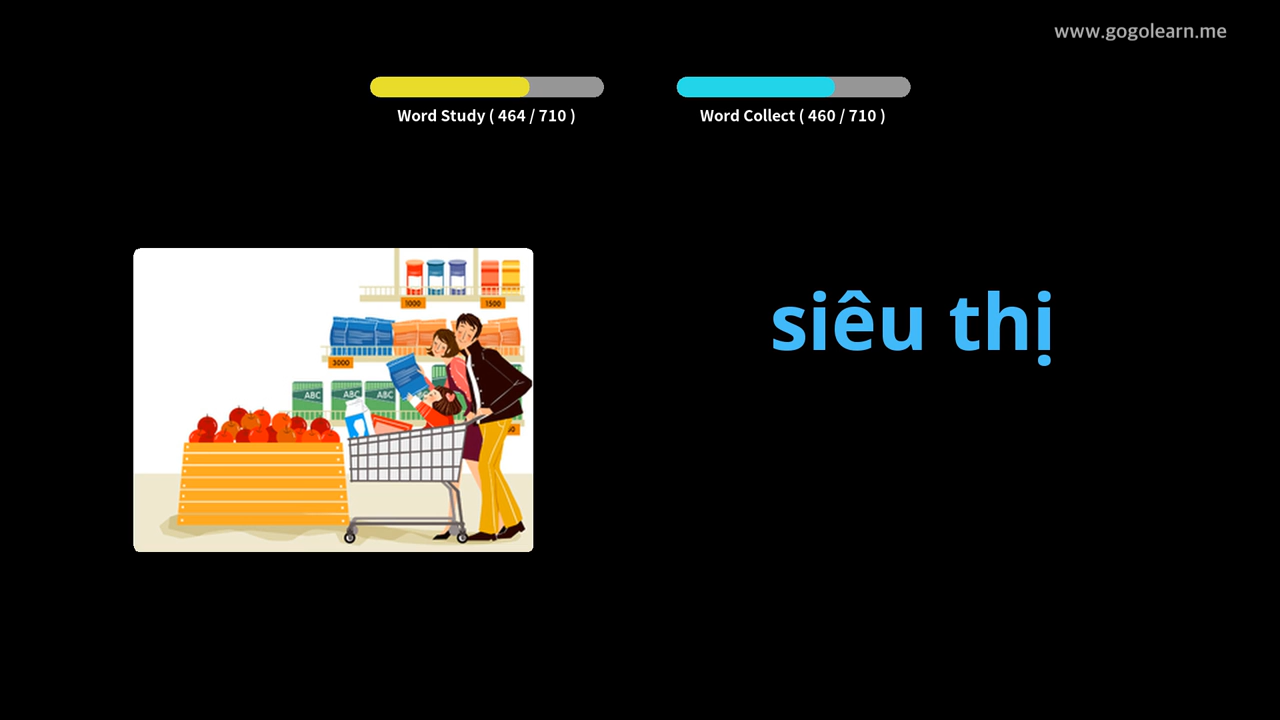 www.gogolearn.me
Word Study ( 464 / 710 )
Word Collect ( 460 / 710 )
siêu thị
1000
1500
3000
ABC
ABC
ABC